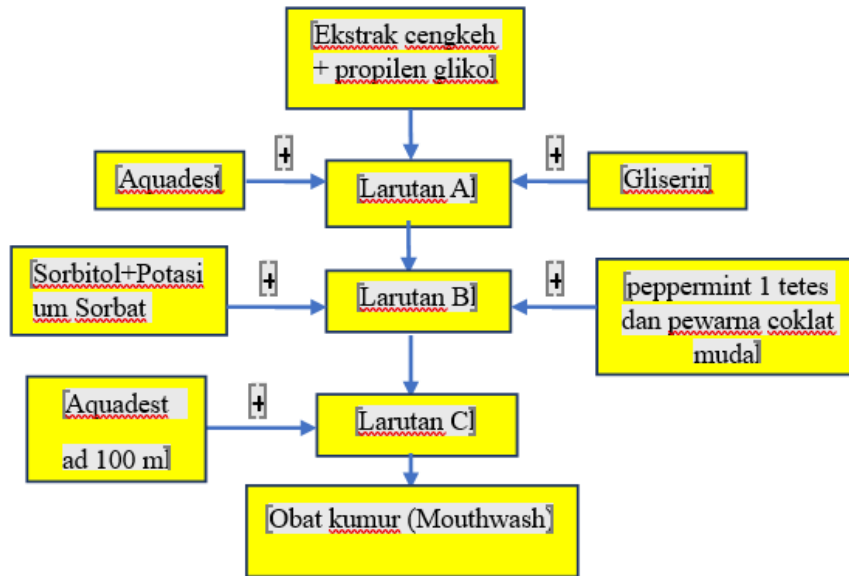 Ekstrak cengkeh
+ propilen glikol
+
+
Aquadest
Larutan A
Gliserin
Sorbitol+Potasi
um Sorbat
+
+
Larutan B
peppermint 1 tetes
dan pewarna coklat
muda
Aquadest
ad 100 ml
+
Larutan C
Obat kumur (Mouthwash)